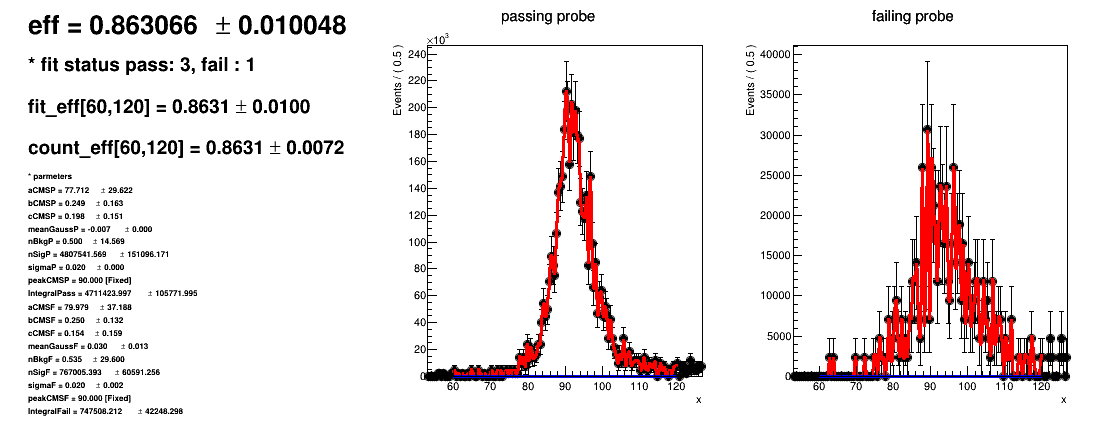 eff = 0.863066 ± 0.010048
* fit status pass: 3, fail : 1
fit_eff[60,120] = 0.8631 ± 0.0100
count_eff[60,120] = 0.8631 ± 0.0072
* parmeters
aCMSP = 77.712 ± 29.622
bCMSP = 0.249 ± 0.163
cCMSP = 0.198 ± 0.151
meanGaussP = -0.007 ± 0.000
nBkgP = 0.500 ± 14.569
nSigP = 4807541.569 ± 151096.171
sigmaP = 0.020 ± 0.000
peakCMSP = 90.000 [Fixed]
IntegralPass = 4711423.997 ± 105771.995
aCMSF = 79.979 ± 37.188
bCMSF = 0.250 ± 0.132
cCMSF = 0.154 ± 0.159
meanGaussF = 0.030 ± 0.013
nBkgF = 0.535 ± 29.600
nSigF = 767005.393 ± 60591.256
sigmaF = 0.020 ± 0.002
peakCMSF = 90.000 [Fixed]
IntegralFail = 747508.212 ± 42248.298
passing probe
×10³
Events / ( 0.5 )
240
220
200
180
160
140
120
100
80
60
40
20
0
60 70 80 90 100 110 120
x
failing probe
Events / ( 0.5 )
40000
35000
30000
25000
20000
15000
10000
5000
0
60 70 80 90 100 110 120
x